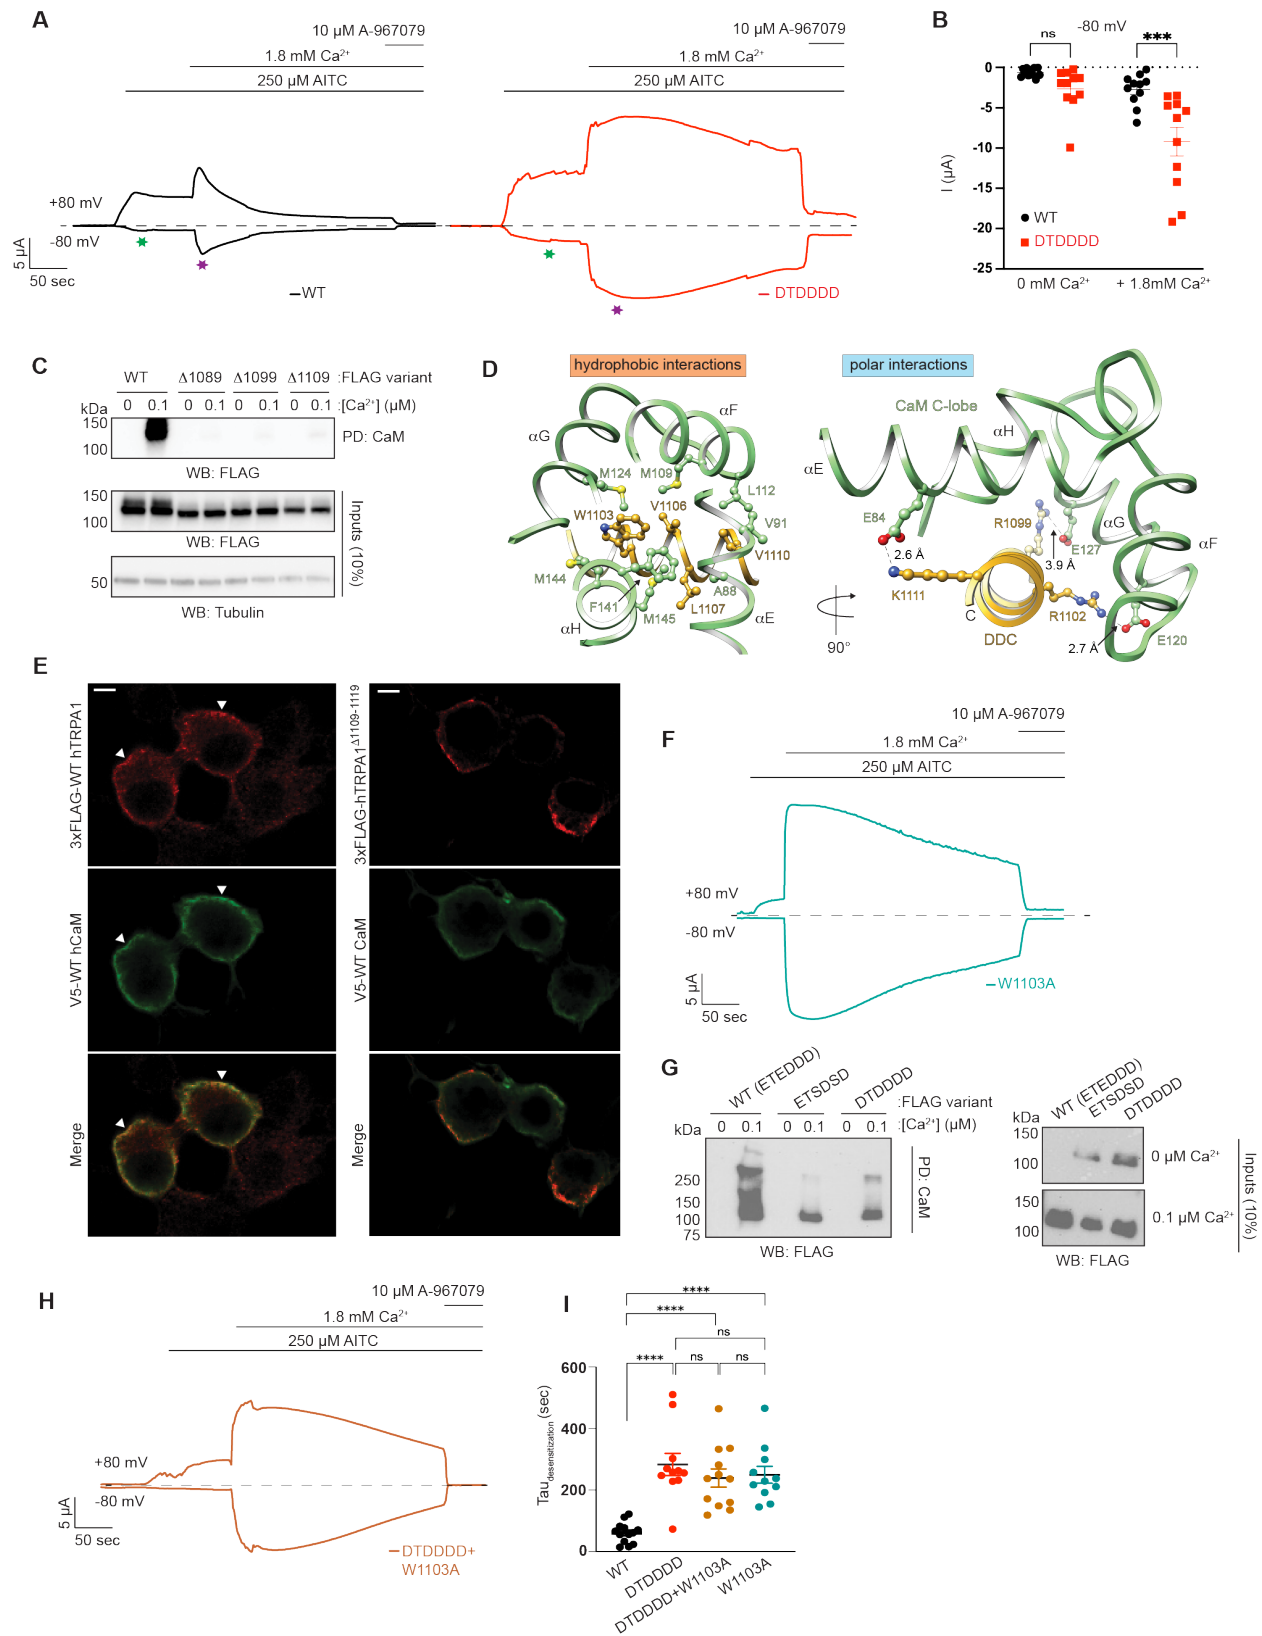 A
10 µM A-967079
1.8 mM Ca²⁺
250 µM AITC
+80 mV
-80 mV
5 µA
50 sec
WT
10 µM A-967079
1.8 mM Ca²⁺
250 µM AITC
DTDDDD
B
-80 mV
ns
***
0
-5
-10
-15
-20
-25
I (µA)
WT
DTDDDD
0 mM Ca²⁺
+ 1.8mM Ca²⁺
C
WT Δ1089 Δ1099 Δ1109 :FLAG variant
0 0.1 0 0.1 0 0.1 0 0.1 :[Ca²⁺] (µM)
kDa
150
100
PD: CaM
WB: FLAG
150
100
WB: FLAG
50
WB: Tubulin
Inputs (10%)
D
hydrophobic interactions
αF
αG
M124
M109
L112
W1103
V1106
V91
V1110
M144
F141
A88
M145
L1107
αH
αE
90°
polar interactions
CaM C-lobe
αH
αE
E84
R1099
αG
2.6 Å
E127
αF
3.9 Å
K1111
C
R1102
DDC
2.7 Å
E120
E
3xFLAG-WT hTRPA1
V5-WT hCaM
Merge
3xFLAG-hTRPA1Δ1109-1119
V5-WT CaM
Merge
F
10 µM A-967079
1.8 mM Ca²⁺
250 µM AITC
+80 mV
-80 mV
5 µA
50 sec
W1103A
G
WT (ETEDDD)
ETSDSD
DTDDDD
:FLAG variant
0 0.1 0 0.1 0 0.1 :[Ca²⁺] (µM)
kDa
250
150
100
75
PD: CaM
WB: FLAG
WT (ETEDDD)
ETSDSD
DTDDDD
kDa
150
100
0 µM Ca²⁺
150
100
0.1 µM Ca²⁺
Inputs (10%)
WB: FLAG
H
10 µM A-967079
1.8 mM Ca²⁺
250 µM AITC
+80 mV
-80 mV
5 µA
50 sec
DTDDDD+
W1103A
I
****
****
ns
****
ns
ns
600
400
200
0
Tau desensitization (sec)
WT
DTDDDD
DTDDDD+W1103A
W1103A